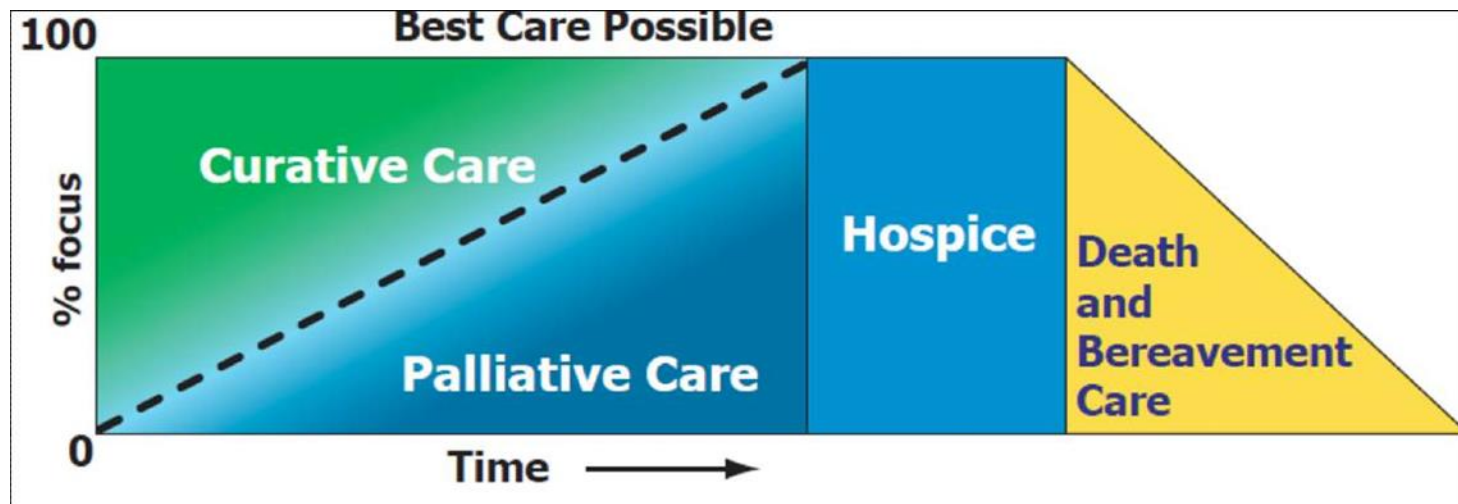 Best Care Possible
100
% focus
0
Curative Care
Palliative Care
Hospice
Death
and
Bereavement
Care
Time